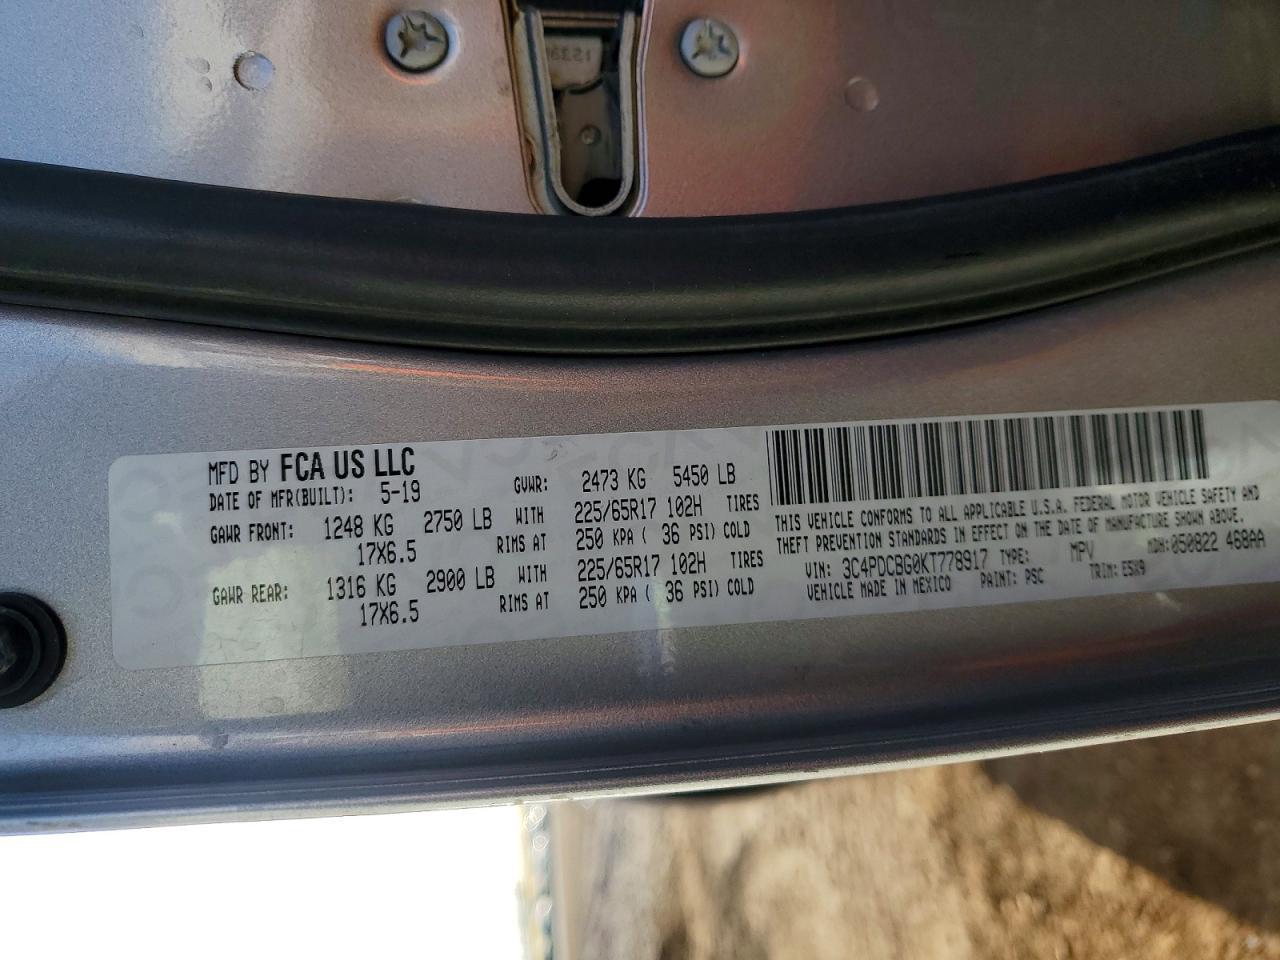 MFD BY FCA US LLC
DATE OF MFR(BUILT): 5-19 GVWR: 2473 KG 5450 LB
GAWR FRONT: 1248 KG 2750 LB WITH 225/65R17 102H TIRES
17X6.5 RIMS AT 250 KPA ( 36 PSI) COLD
GAWR REAR: 1316 KG 2900 LB WITH 225/65R17 102H TIRES
17X6.5 RIMS AT 250 KPA ( 36 PSI) COLD
THIS VEHICLE CONFORMS TO ALL APPLICABLE U.S.A. FEDERAL MOTOR VEHICLE SAFETY AND
THEFT PREVENTION STANDARDS IN EFFECT ON THE DATE OF MANUFACTURE SHOWN ABOVE.
VIN: 3C4PDCBG0KT778917 TYPE: MPV MDH: 050822 468AA
VEHICLE MADE IN MEXICO PAINT: PSC TRIM: E5X9